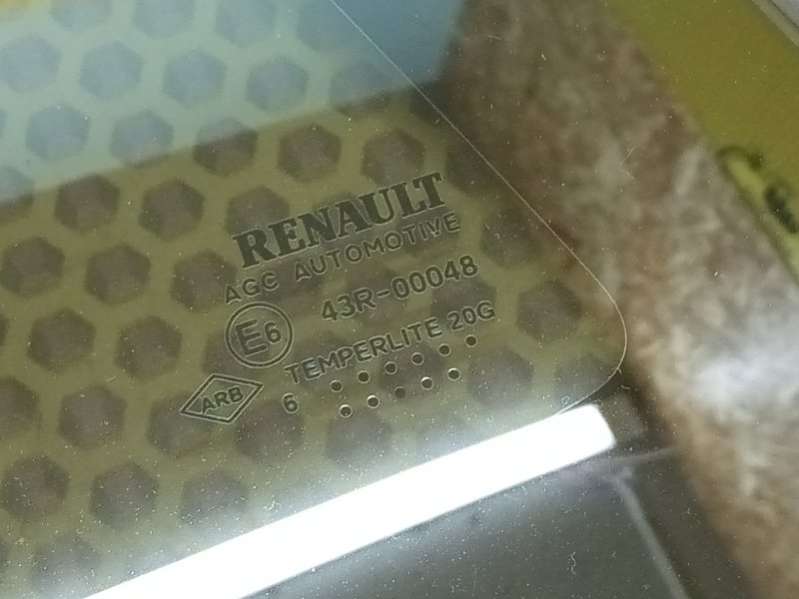 RENAULT
AGC AUTOMOTIVE
E6 43R-00048
TEMPERLITE 20G
ARB
6